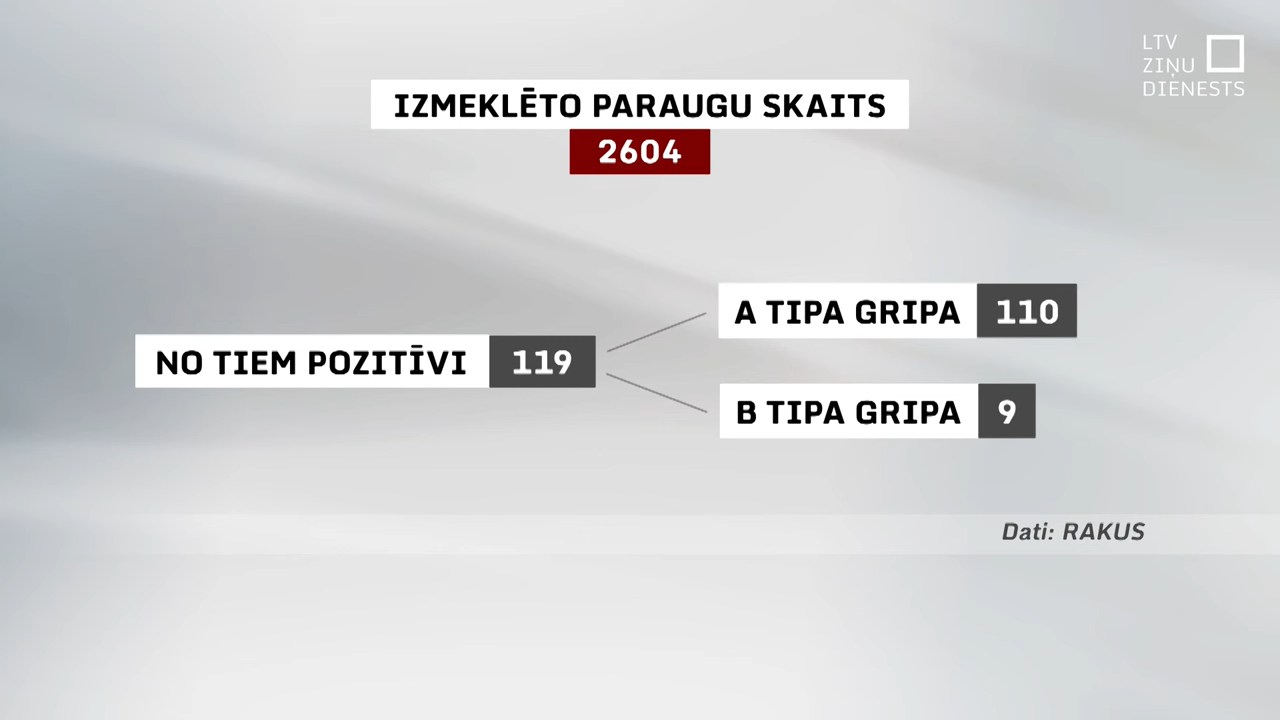 LTV
ZIŅU
DIENESTS
IZMEKLĒTO PARAUGU SKAITS
2604
NO TIEM POZITĪVI 119
A TIPA GRIPA 110
B TIPA GRIPA 9
Dati: RAKUS